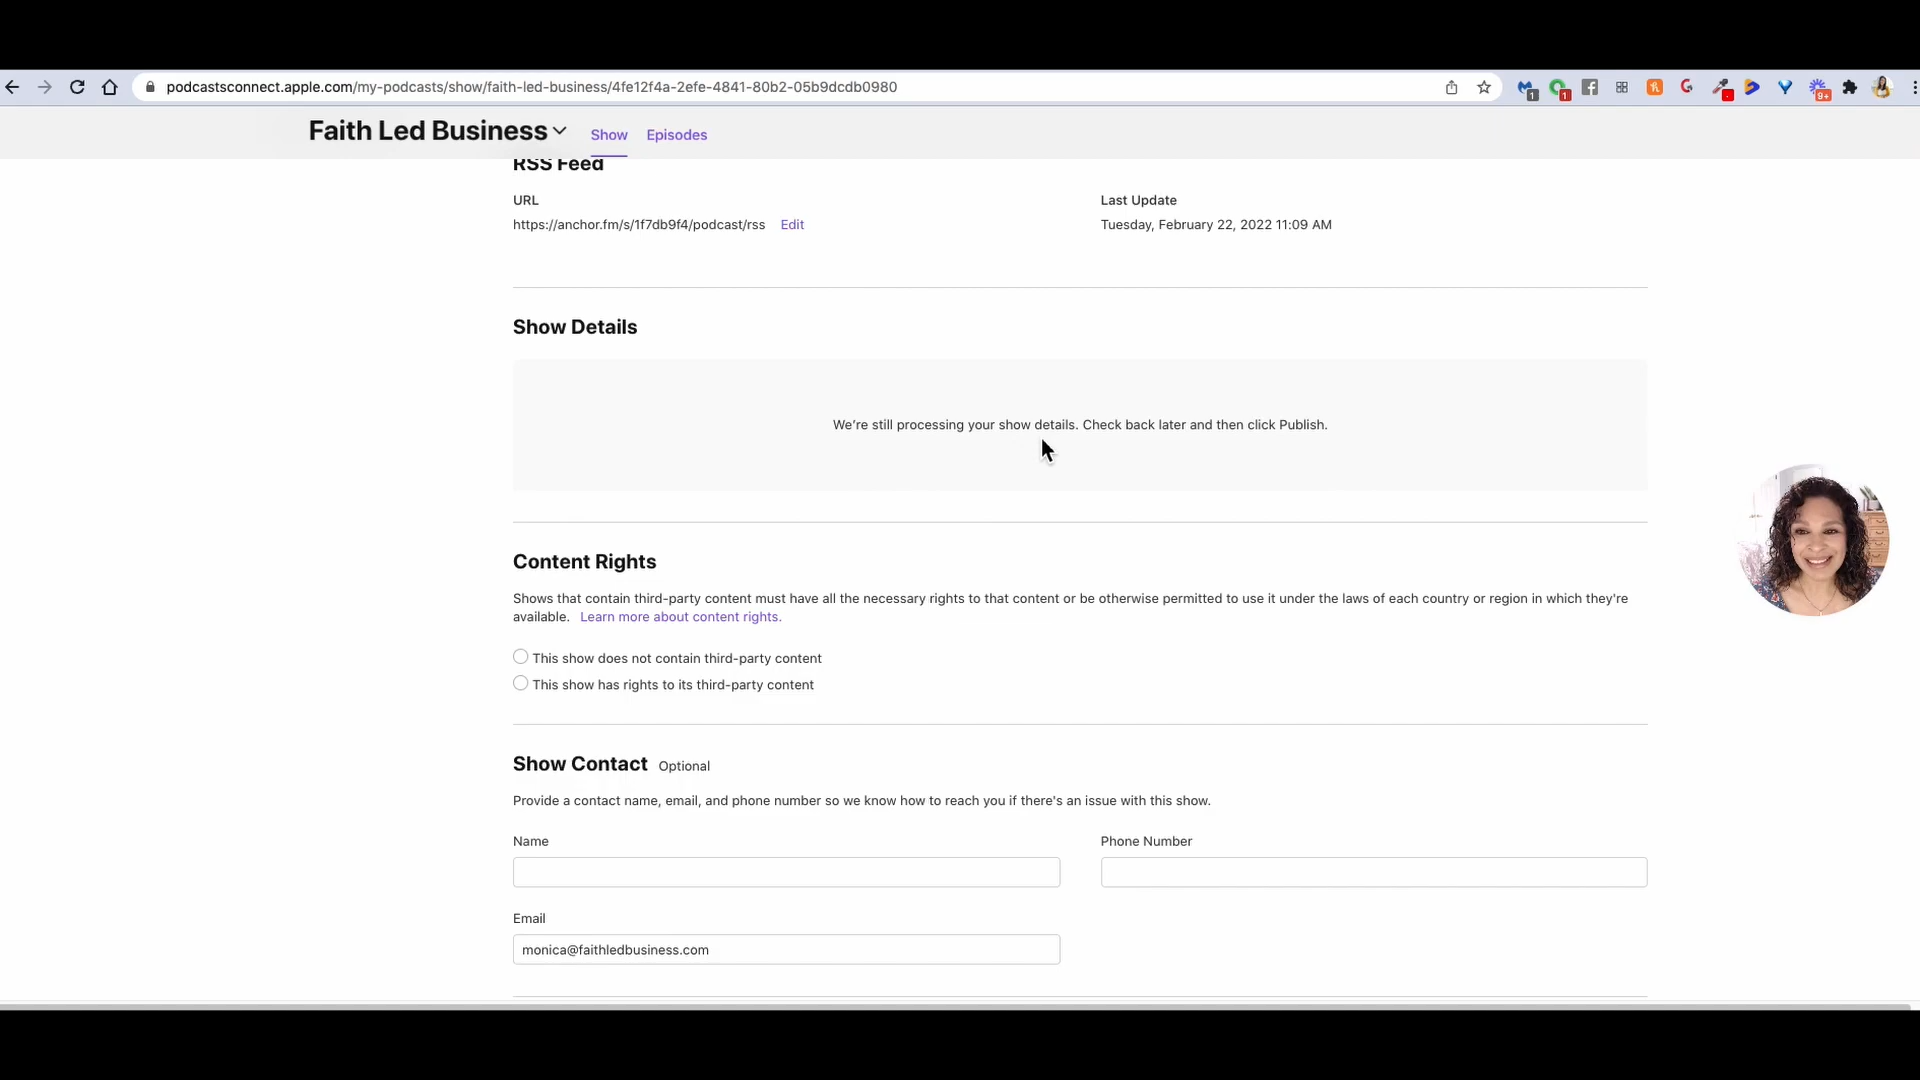 podcastsconnect.apple.com/my-podcasts/show/faith-led-business/4fe12f4a-2efe-4841-80b2-05b9dcdb0980
1
1
9+
Faith Led Business
Show
Episodes
RSS Feed
URL
Last Update
https://anchor.fm/s/1f7db9f4/podcast/rss
Edit
Tuesday, February 22, 2022 11:09 AM
Show Details
We're still processing your show details. Check back later and then click Publish.
Content Rights
Shows that contain third-party content must have all the necessary rights to that content or be otherwise permitted to use it under the laws of each country or region in which they're
available. Learn more about content rights.
This show does not contain third-party content
This show has rights to its third-party content
Show Contact Optional
Provide a contact name, email, and phone number so we know how to reach you if there's an issue with this show.
Name
Phone Number
Email
monica@faithledbusiness.com